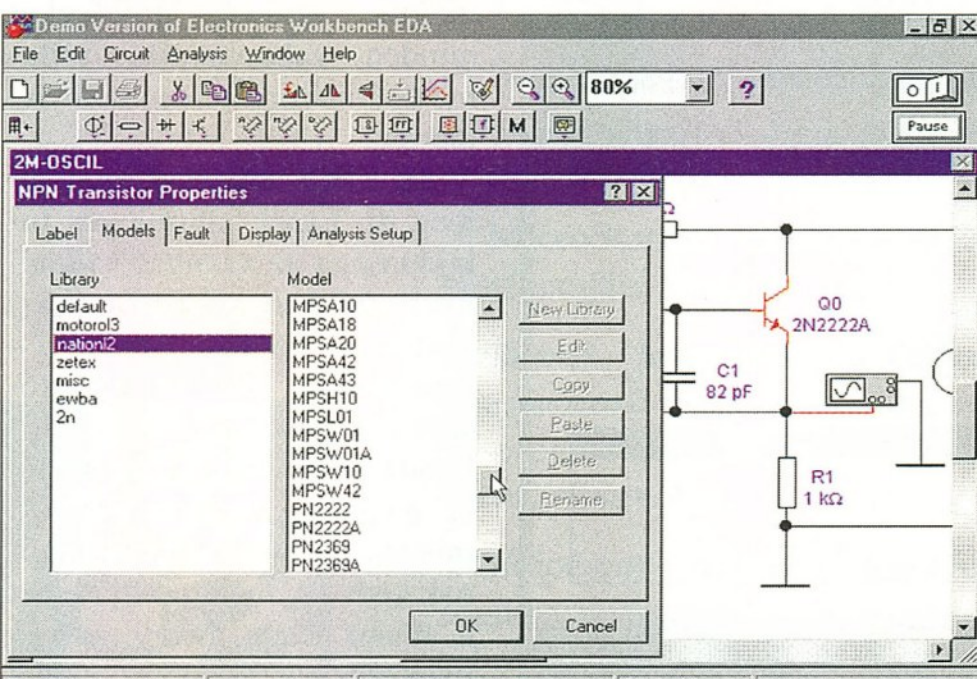 Demo Version of Electronics Workbench EDA
File Edit Circuit Analysis Window Help
80%
?
Pause
M
2M-OSCIL
NPN Transistor Properties
Label Models Fault Display Analysis Setup
Library
default
motorol3
nationl2
zetex
misc
ewba
2n
Model
MPSA10
MPSA18
MPSA20
MPSA42
MPSA43
MPSH10
MPSL01
MPSW01
MPSW01A
MPSW10
MPSW42
PN2222
PN2222A
PN2369
PN2369A
New Library
Edit
Copy
Paste
Delete
Rename
OK Cancel
Ω
Q0
2N2222A
C1
82 pF
R1
1 kΩ